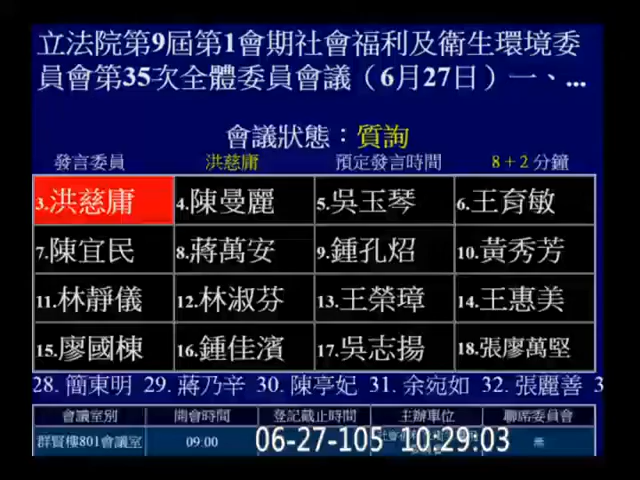 立法院第9屆第1會期社會福利及衛生環境委
員會第35次全體委員會議（6月27日）一、...
會議狀態：質詢
發言委員 洪慈庸 預定發言時間 8+2 分鐘
3.洪慈庸 4.陳曼麗 5.吳玉琴 6.王育敏
7.陳宜民 8.蔣萬安 9.鍾孔炤 10.黃秀芳
11.林靜儀 12.林淑芬 13.王榮璋 14.王惠美
15.廖國棟 16.鍾佳濱 17.吳志揚 18.張廖萬堅
28. 簡東明 29. 蔣乃辛 30. 陳亭妃 31. 余宛如 32. 張麗善 3
會議室別 開會時間 登記截止時間 主辦單位 聯席委員會
群賢樓801會議室 09:00 06-27-105 10:29:03 無